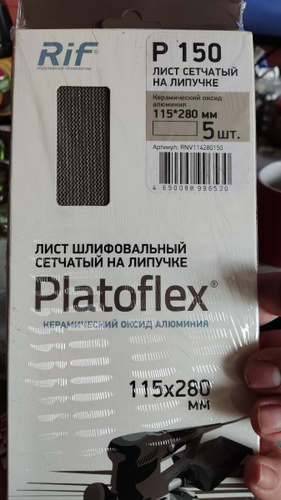 Rif®
P 150
ЛИСТ СЕТЧАТЫЙ
НА ЛИПУЧКЕ
Керамический оксид
алюминия
115*280 мм
5 шт.
Артикул: RNV114280150
4 650098 996530
ЛИСТ ШЛИФОВАЛЬНЫЙ
СЕТЧАТЫЙ НА ЛИПУЧКЕ
Platoflex®
КЕРАМИЧЕСКИЙ ОКСИД АЛЮМИНИЯ
115x280
ММ